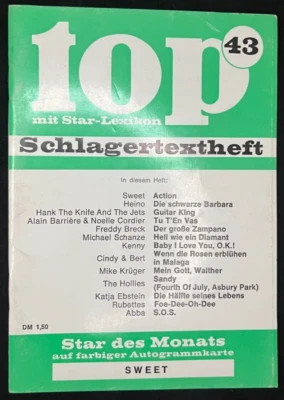 top
43
mit Star-Lexikon
Schlagertextheft
In diesem Heft:
Sweet Action
Heino Die schwarze Barbara
Hank The Knife And The Jets Guitar King
Alain Barrière & Noelle Cordier Tu T'En Vas
Freddy Breck Der große Zampano
Michael Schanze Hell wie ein Diamant
Kenny Baby I Love You, O.K.!
Cindy & Bert Wenn die Rosen erblühen
in Malaga
Mike Krüger Mein Gott, Walther
The Hollies Sandy
(Fourth Of July, Asbury Park)
Katja Ebstein Die Hälfte seines Lebens
Rubettes Foe-Dee-Oh-Dee
Abba S.O.S.
DM 1,50
Star des Monats
auf farbiger Autogrammkarte
SWEET